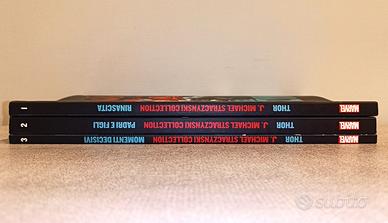 1 RINASCITA J. MICHAEL STRACZYNSKI COLLECTION THOR MARVEL
2 PADRI E FIGLI J. MICHAEL STRACZYNSKI COLLECTION THOR MARVEL
3 MOMENTI DECISIVI J. MICHAEL STRACZYNSKI COLLECTION THOR MARVEL
subito